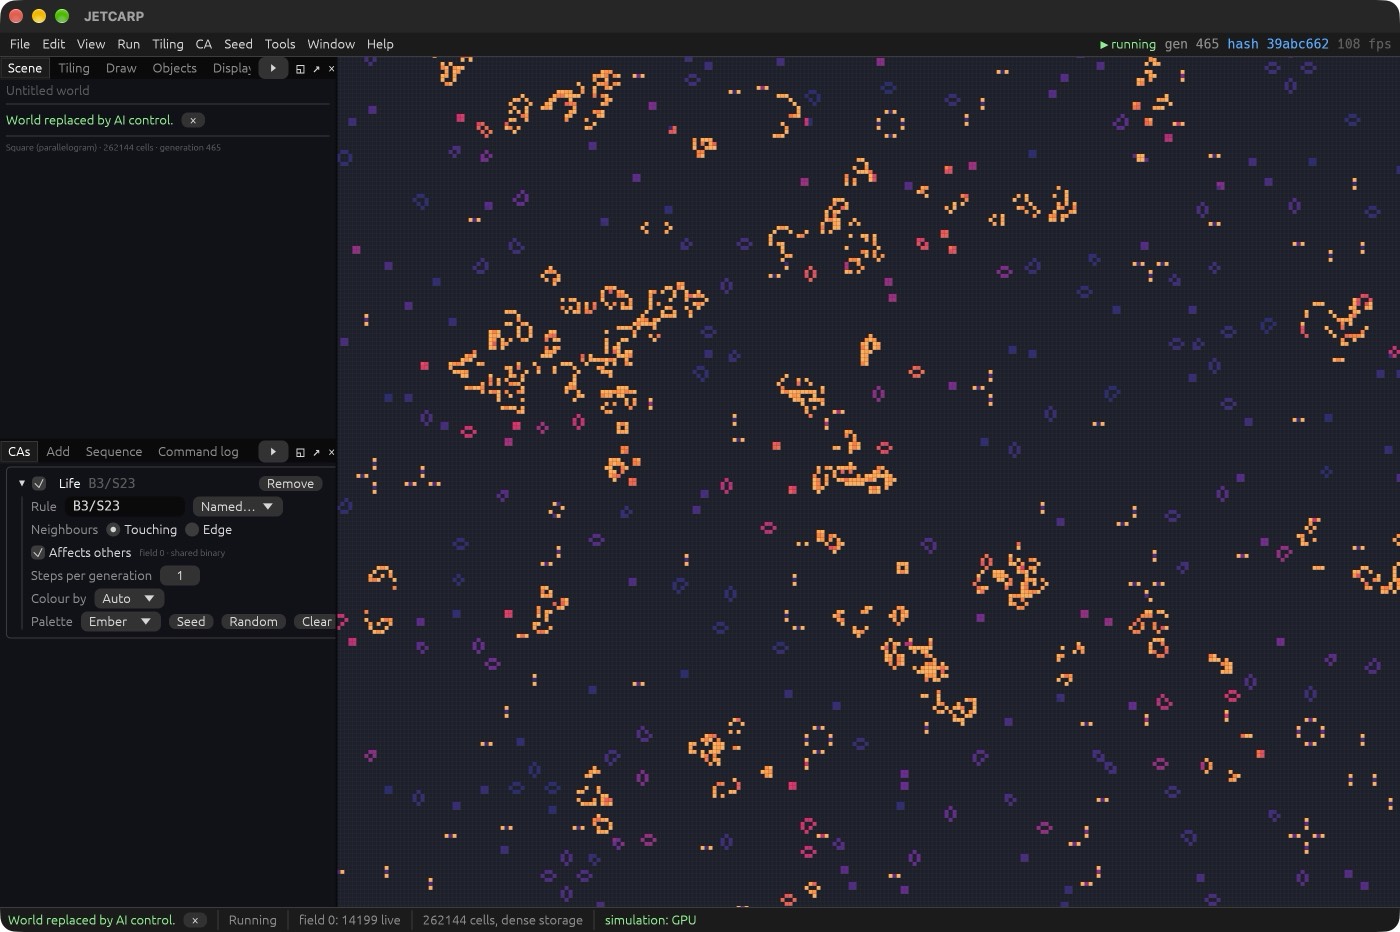 JETCARP
File Edit View Run Tiling CA Seed Tools Window Help
running gen 465 hash 39abc662 108 fps
Scene Tiling Draw Objects Display
Untitled world
World replaced by AI control. ×
Square (parallelogram) · 262144 cells · generation 465
CAs Add Sequence Command log
Life B3/S23 Remove
Rule B3/S23 Named...
Neighbours Touching Edge
Affects others field 0 · shared binary
Steps per generation 1
Colour by Auto
Palette Ember Seed Random Clear
World replaced by AI control. × Running field 0: 14199 live 262144 cells, dense storage simulation: GPU